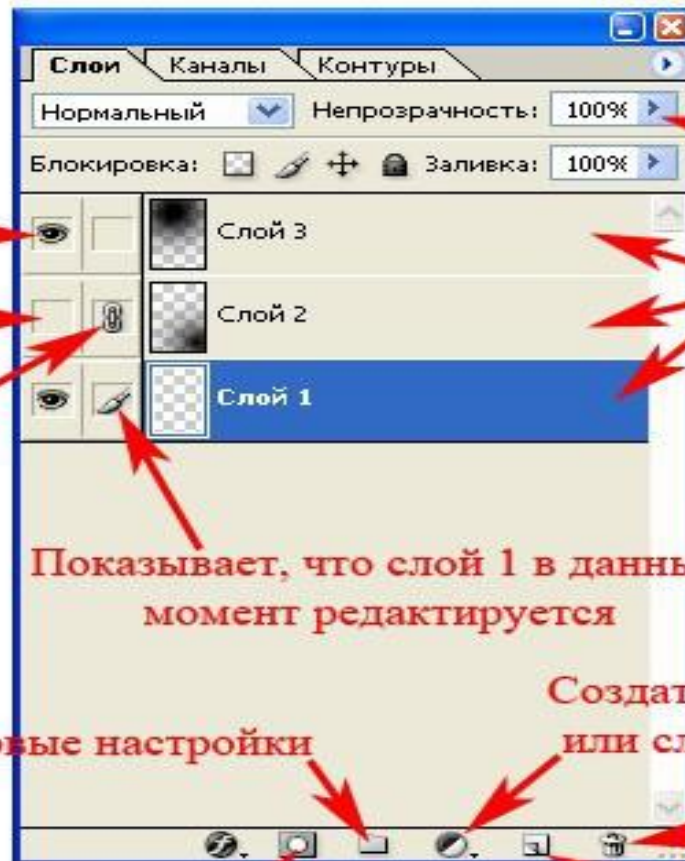 Слои Каналы Контуры
Нормальный Непрозрачность: 100%
Блокировка: Заливка: 100%
Слой 3
Слой 2
Слой 1
Показывает, что слой 1 в данны
момент редактируется
Создат
овые настройки или сл